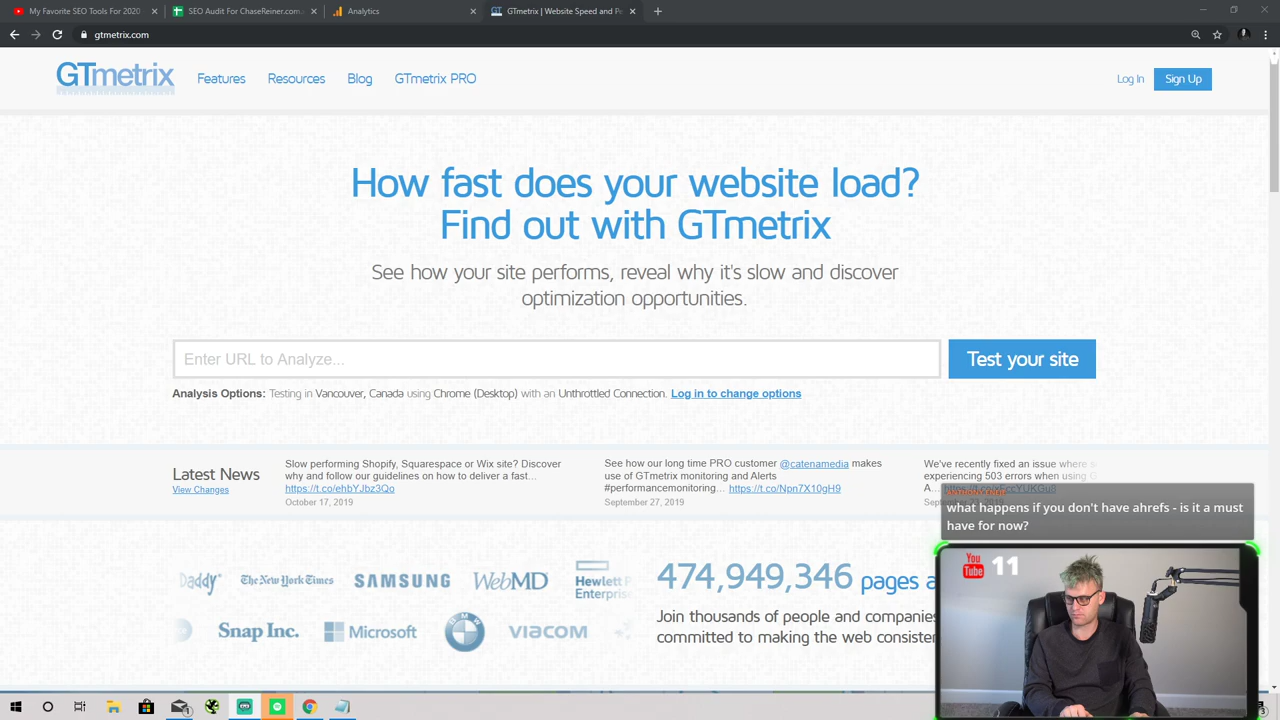 My Favorite SEO Tools For 2020
SEO Audit For ChaseReiner.com
Analytics
GTmetrix | Website Speed and Pe
gtmetrix.com
GTmetrix
Features
Resources
Blog
GTmetrix PRO
Log In
Sign Up
How fast does your website load?
Find out with GTmetrix
See how your site performs, reveal why it's slow and discover
optimization opportunities.
Enter URL to Analyze...
Test your site
Analysis Options: Testing in Vancouver, Canada using Chrome (Desktop) with an Unthrottled Connection. Log in to change options
Latest News
View Changes
Slow performing Shopify, Squarespace or Wix site? Discover
why and follow our guidelines on how to deliver a fast...
https://t.co/ehbYJbz3Qo
October 17, 2019
See how our long time PRO customer @catenamedia makes
use of GTmetrix monitoring and Alerts
#performancemonitoring... https://t.co/Npn7X10gH9
September 27, 2019
We've recently fixed an issue where
experiencing 503 errors when using
what happens if you don't have ahrefs - is it a must
have for now?
Daddy
The New York Times
SAMSUNG
WebMD
Hewlett P
Enterprise
Snap Inc.
Microsoft
BMW
VIACOM
474,949,346 pages a
Join thousands of people and companies
committed to making the web consisten
You
Tube
11